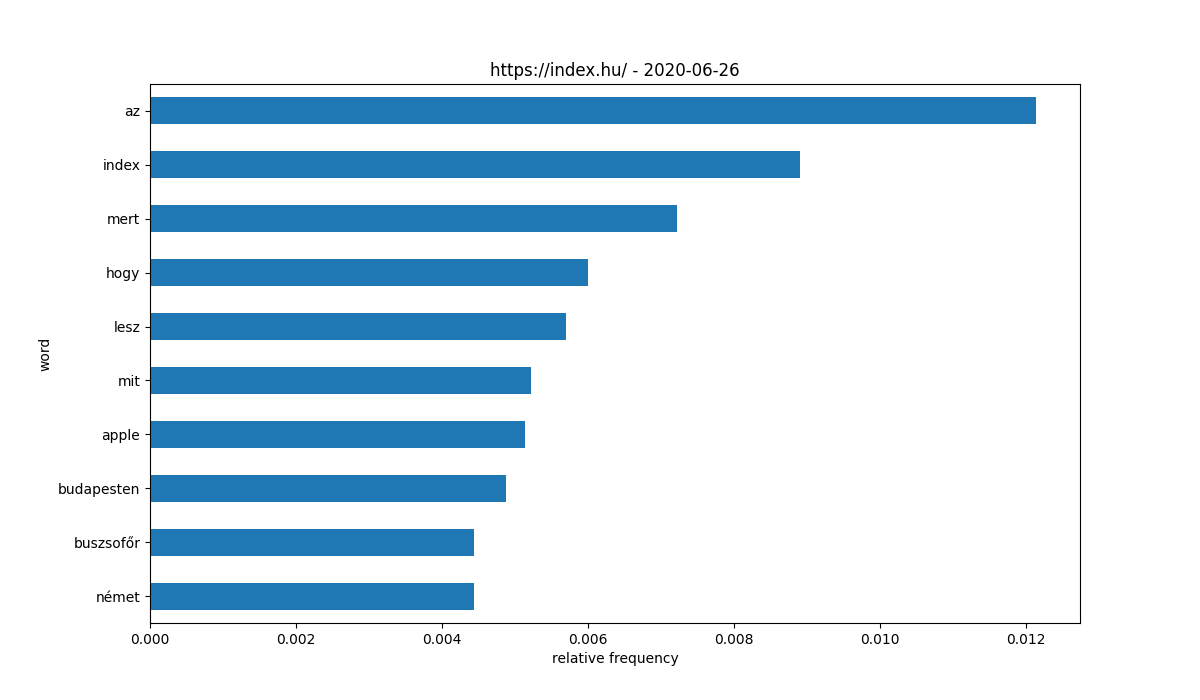 https://index.hu/ - 2020-06-26
az
index
mert
hogy
lesz
mit
apple
budapesten
buszsofőr
német
word
0.000 0.002 0.004 0.006 0.008 0.010 0.012
relative frequency